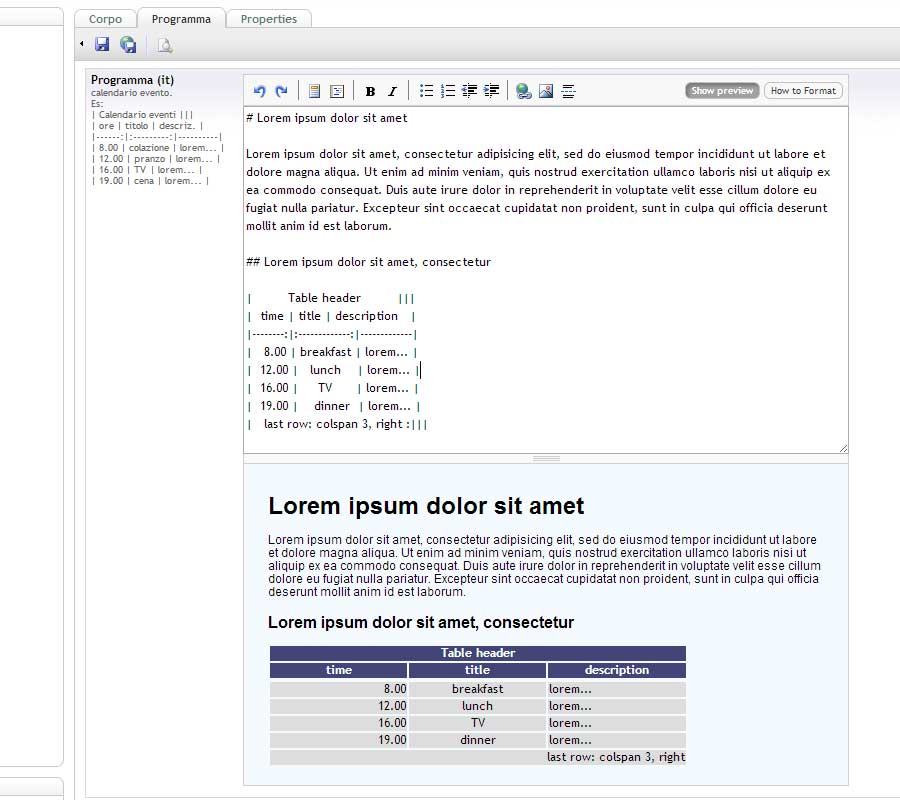 Corpo Programma Properties
Programma (it)
calendario evento.
Es:
| Calendario eventi |||
| ore | titolo | descriz. |
|------:|:---------:|----------|
| 8.00 | colazione | lorem... |
| 12.00 | pranzo | lorem... |
| 16.00 | TV | lorem... |
| 19.00 | cena | lorem... |
B I Show preview How to Format
# Lorem ipsum dolor sit amet
Lorem ipsum dolor sit amet, consectetur adipisicing elit, sed do eiusmod tempor incididunt ut labore et
dolore magna aliqua. Ut enim ad minim veniam, quis nostrud exercitation ullamco laboris nisi ut aliquip ex
ea commodo consequat. Duis aute irure dolor in reprehenderit in voluptate velit esse cillum dolore eu
fugiat nulla pariatur. Excepteur sint occaecat cupidatat non proident, sunt in culpa qui officia deserunt
mollit anim id est laborum.
## Lorem ipsum dolor sit amet, consectetur
| Table header |||
| time | title | description |
|--------:|:-------------:|-------------|
| 8.00 | breakfast | lorem... |
| 12.00 | lunch | lorem... |
| 16.00 | TV | lorem... |
| 19.00 | dinner | lorem... |
| last row: colspan 3, right :|||
Lorem ipsum dolor sit amet
Lorem ipsum dolor sit amet, consectetur adipisicing elit, sed do eiusmod tempor incididunt ut labore
et dolore magna aliqua. Ut enim ad minim veniam, quis nostrud exercitation ullamco laboris nisi ut
aliquip ex ea commodo consequat. Duis aute irure dolor in reprehenderit in voluptate velit esse cillum
dolore eu fugiat nulla pariatur. Excepteur sint occaecat cupidatat non proident, sunt in culpa qui officia
deserunt mollit anim id est laborum.
Lorem ipsum dolor sit amet, consectetur
Table header
time title description
8.00 breakfast lorem...
12.00 lunch lorem...
16.00 TV lorem...
19.00 dinner lorem...
last row: colspan 3, right